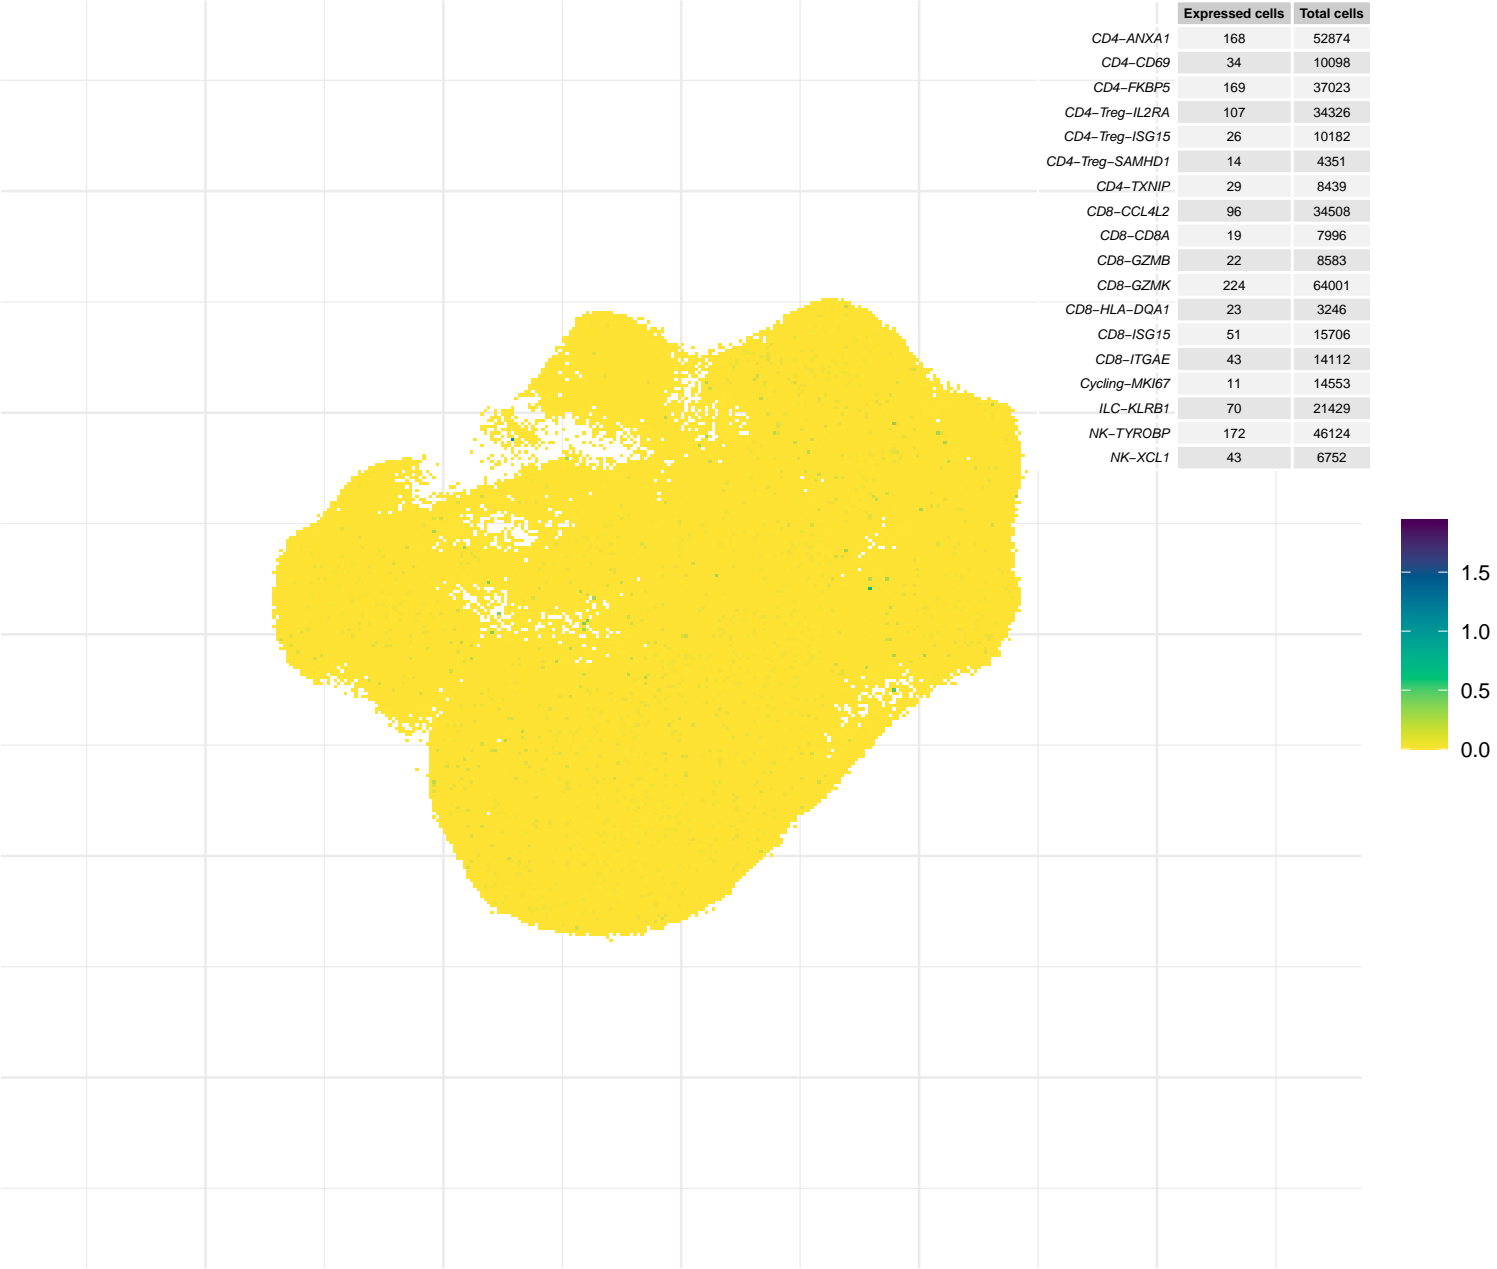 Expressed cells Total cells
CD4−ANXA1 168 52874
CD4−CD69 34 10098
CD4−FKBP5 169 37023
CD4−Treg−IL2RA 107 34326
CD4−Treg−ISG15 26 10182
CD4−Treg−SAMHD1 14 4351
CD4−TXNIP 29 8439
CD8−CCL4L2 96 34508
CD8−CD8A 19 7996
CD8−GZMB 22 8583
CD8−GZMK 224 64001
CD8−HLA−DQA1 23 3246
CD8−ISG15 51 15706
CD8−ITGAE 43 14112
Cycling−MKI67 11 14553
ILC−KLRB1 70 21429
NK−TYROBP 172 46124
NK−XCL1 43 6752
1.5
1.0
0.5
0.0